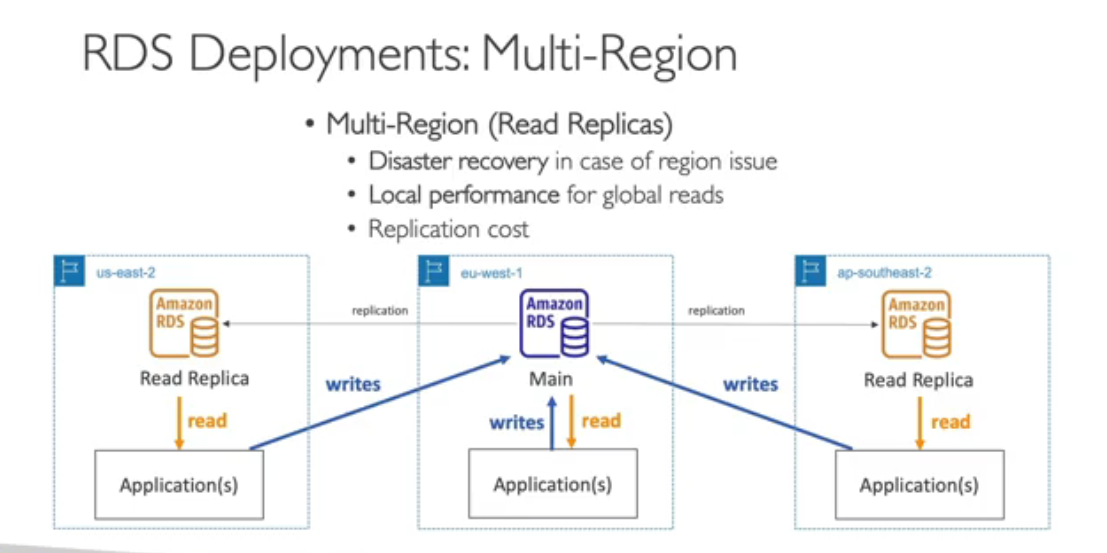 RDS Deployments: Multi-Region
• Multi-Region (Read Replicas)
• Disaster recovery in case of region issue
• Local performance for global reads
• Replication cost
us-east-2
eu-west-1
ap-southeast-2
Amazon
RDS
replication
Amazon
RDS
replication
Amazon
RDS
Read Replica
writes
Main
writes
Read Replica
read
writes
read
read
Application(s)
Application(s)
Application(s)